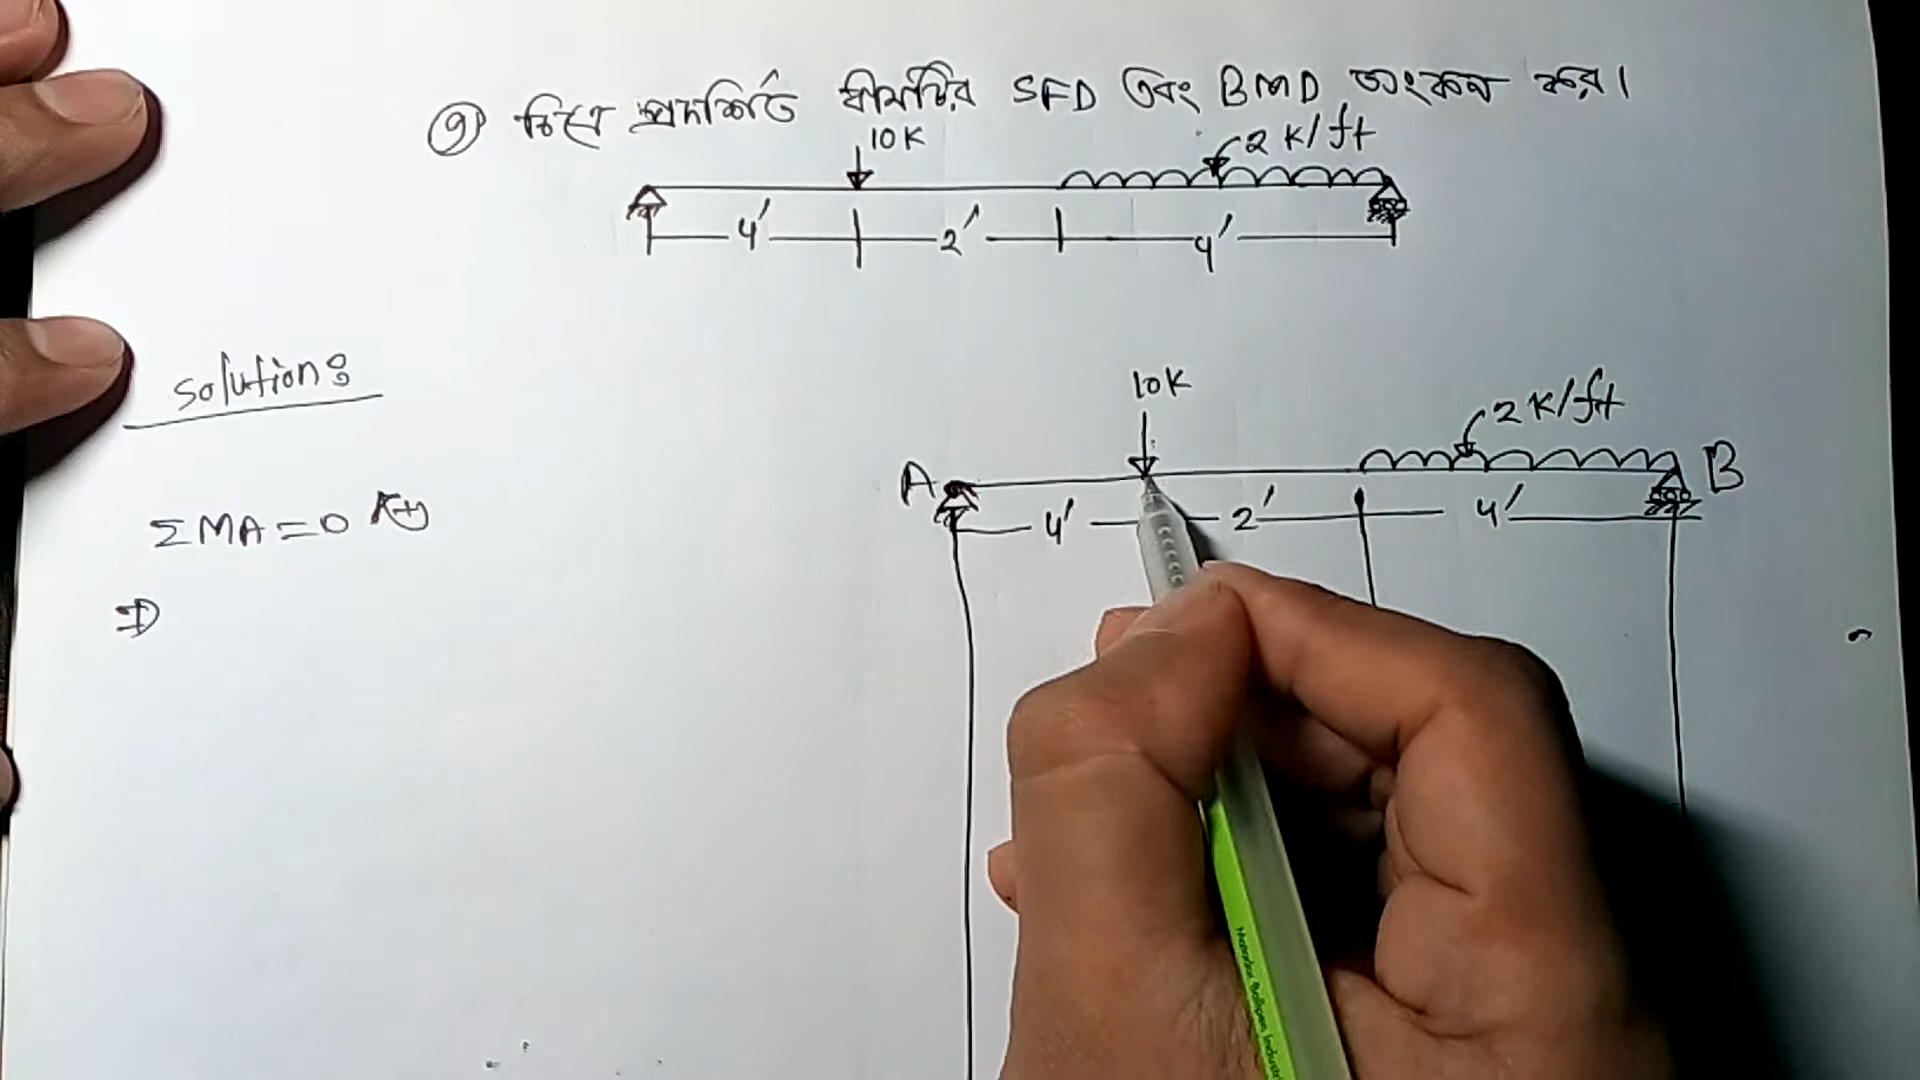 ৩) চিত্রে প্রদর্শিত বীমটির SFD এবং BMD অংকন কর।
10K
2 K/ft
4' 2' 4'
Solution:
10K
2 K/ft
A B
4' 2' 4'
ΣMA = 0
⇒